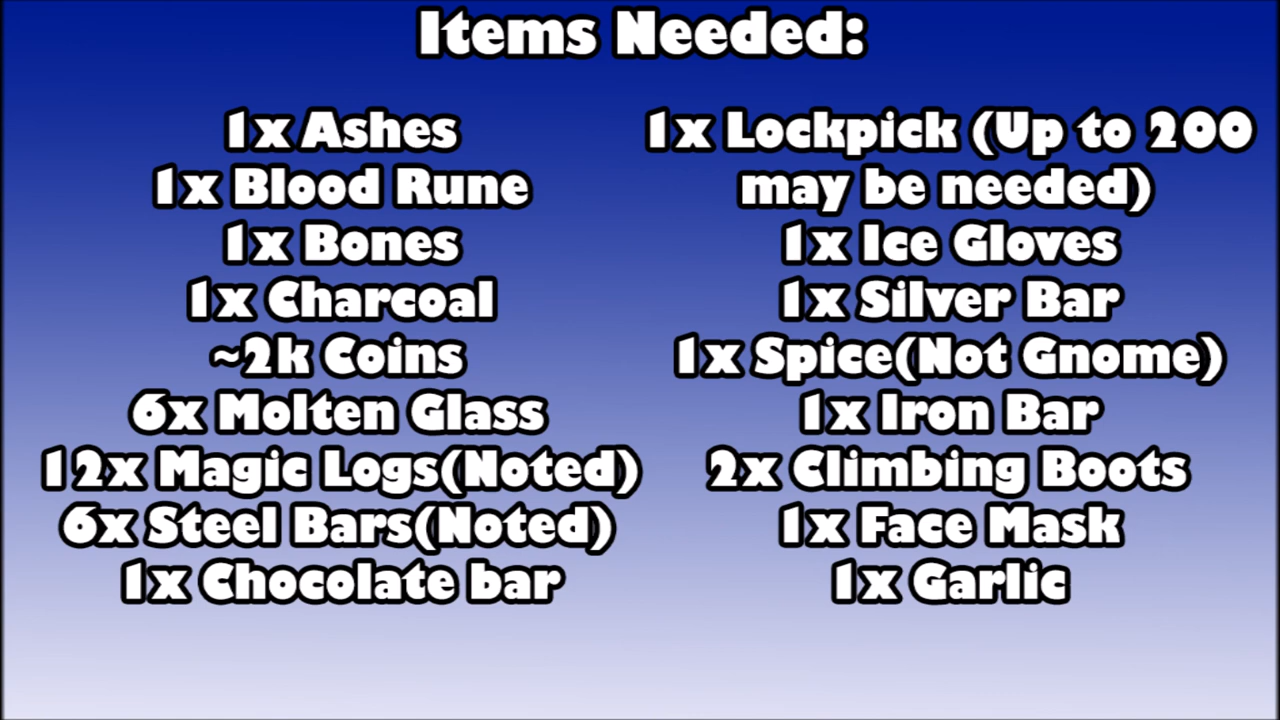 Items Needed:
1x Ashes
1x Blood Rune
1x Bones
1x Charcoal
~2k Coins
6x Molten Glass
12x Magic Logs(Noted)
6x Steel Bars(Noted)
1x Chocolate bar
1x Lockpick (Up to 200
may be needed)
1x Ice Gloves
1x Silver Bar
1x Spice(Not Gnome)
1x Iron Bar
2x Climbing Boots
1x Face Mask
1x Garlic